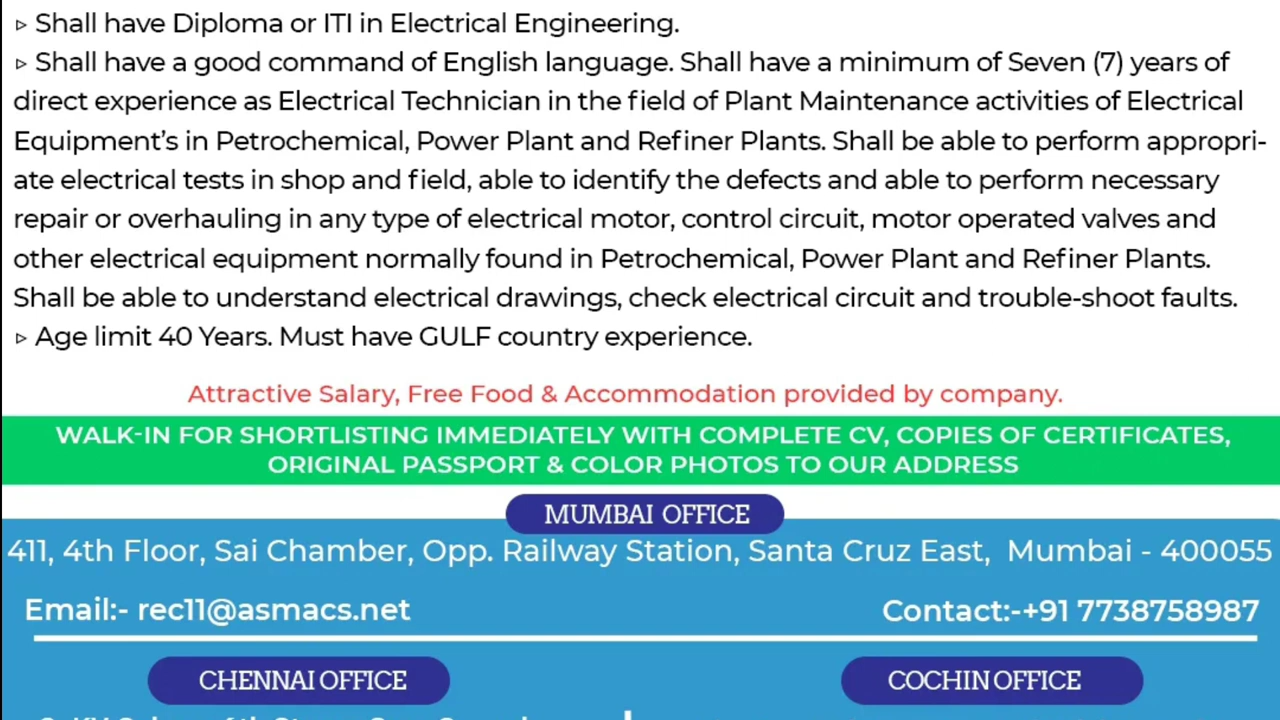 ▹ Shall have Diploma or ITI in Electrical Engineering.
▹ Shall have a good command of English language. Shall have a minimum of Seven (7) years of
direct experience as Electrical Technician in the field of Plant Maintenance activities of Electrical
Equipment's in Petrochemical, Power Plant and Refiner Plants. Shall be able to perform appropri-
ate electrical tests in shop and field, able to identify the defects and able to perform necessary
repair or overhauling in any type of electrical motor, control circuit, motor operated valves and
other electrical equipment normally found in Petrochemical, Power Plant and Refiner Plants.
Shall be able to understand electrical drawings, check electrical circuit and trouble-shoot faults.
▹ Age limit 40 Years. Must have GULF country experience.
Attractive Salary, Free Food & Accommodation provided by company.
WALK-IN FOR SHORTLISTING IMMEDIATELY WITH COMPLETE CV, COPIES OF CERTIFICATES,
ORIGINAL PASSPORT & COLOR PHOTOS TO OUR ADDRESS
MUMBAI OFFICE
411, 4th Floor, Sai Chamber, Opp. Railway Station, Santa Cruz East, Mumbai - 400055
Email:- rec11@asmacs.net Contact:-+91 7738758987
CHENNAI OFFICE COCHIN OFFICE